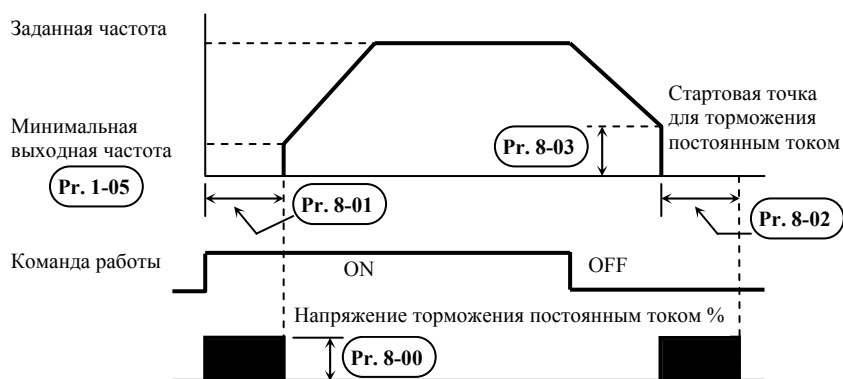 Заданная частота
Минимальная
выходная частота
Pr. 1-05
Pr. 8-03
Стартовая точка
для торможения
постоянным током
Pr. 8-01
Pr. 8-02
Команда работы
ON
OFF
Напряжение торможения постоянным током %
Pr. 8-00